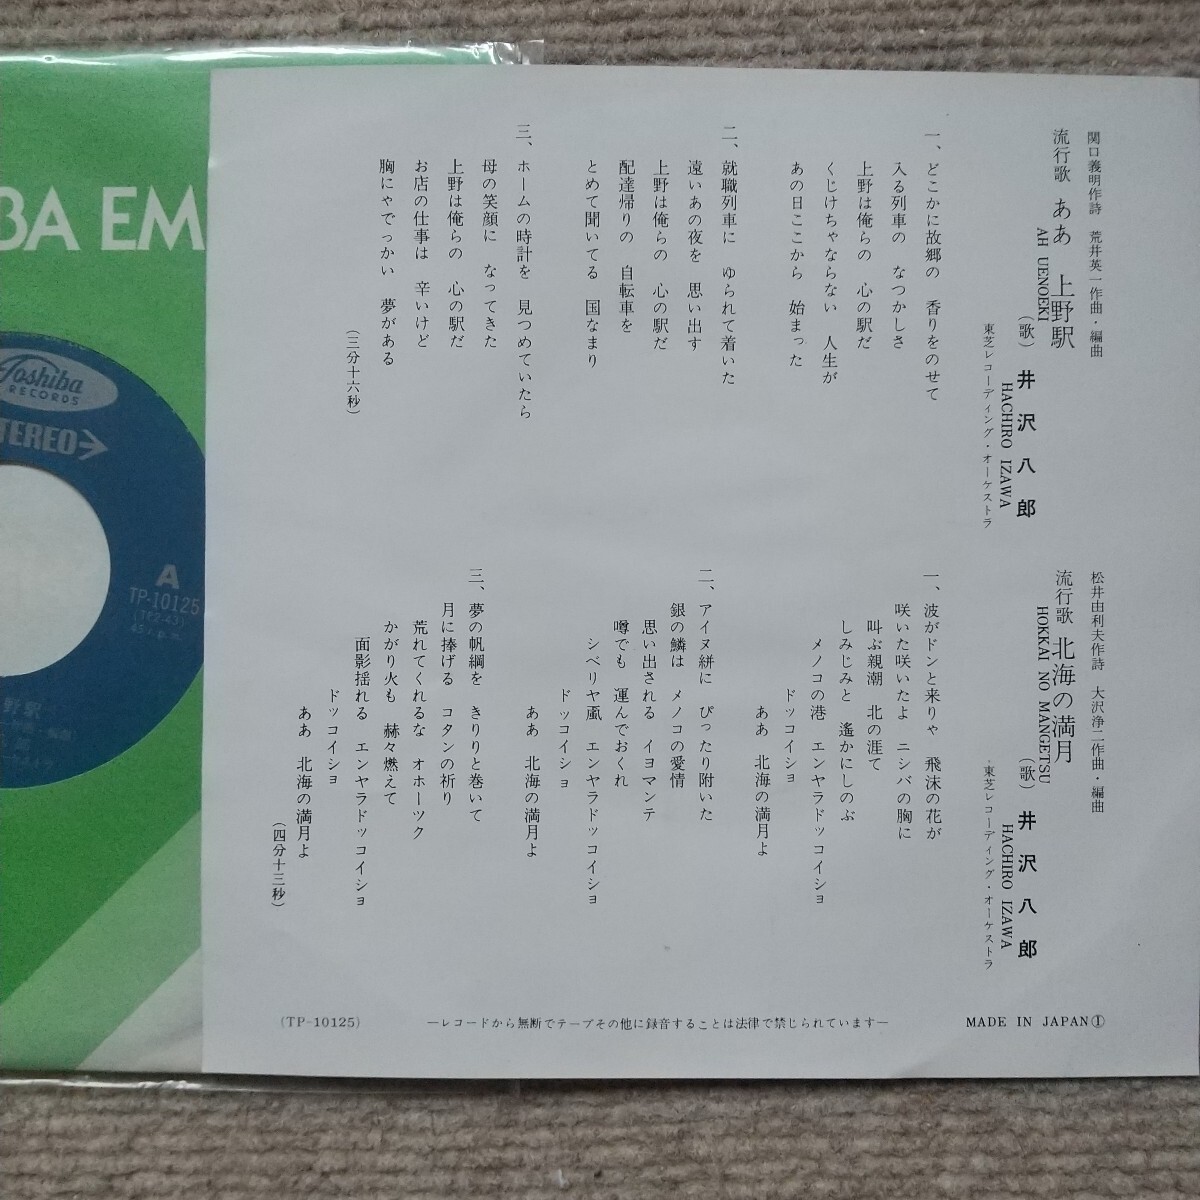 関口義明作詩　荒井英一作曲・編曲
流行歌　ああ　上野駅
AH UENOEKI
（歌）井沢八郎
HACHIRO IZAWA
東芝レコーディング・オーケストラ
一、どこかに故郷の　香りをのせて
入る列車の　なつかしさ
上野は俺らの　心の駅だ
くじけちゃならない　人生が
あの日ここから　始まった
二、就職列車に　ゆられて着いた
遠いあの夜を　思い出す
上野は俺らの　心の駅だ
配達帰りの　自転車を
とめて聞いてる　国なまり
三、ホームの時計を　見つめていたら
母の笑顔に　なってきた
上野は俺らの　心の駅だ
お店の仕事は　辛いけど
胸にゃでっかい　夢がある
（三分十六秒）
松井由利夫作詩　大沢浄二作曲・編曲
流行歌　北海の満月
HOKKAI NO MANGETSU
（歌）井沢八郎
HACHIRO IZAWA
東芝レコーディング・オーケストラ
一、波がドンと来りゃ　飛沫の花が
咲いた咲いたよ　ニシバの胸に
叫ぶ親潮　北の涯て
しみじみと　遙かにしのぶ
メノコの港　エンヤラドッコイショ
ドッコイショ
ああ　北海の満月よ
二、アイヌ絣に　ぴったり附いた
銀の鱗は　メノコの愛情
思い出される　イヨマンテ
噂でも　運んでおくれ
シベリヤ颪　エンヤラドッコイショ
ドッコイショ
ああ　北海の満月よ
三、夢の帆綱を　きりりと巻いて
月に捧げる　コタンの祈り
荒れてくれるな　オホーツク
かがり火も　赫々燃えて
面影揺れる　エンヤラドッコイショ
ドッコイショ
ああ　北海の満月よ
（四分十三秒）
(TP-10125)
―レコードから無断でテープその他に録音することは法律で禁じられています―
MADE IN JAPAN①
BA EM
Toshiba
RECORDS
STEREO
A
TP-10125
45 r.p.m.
野駅